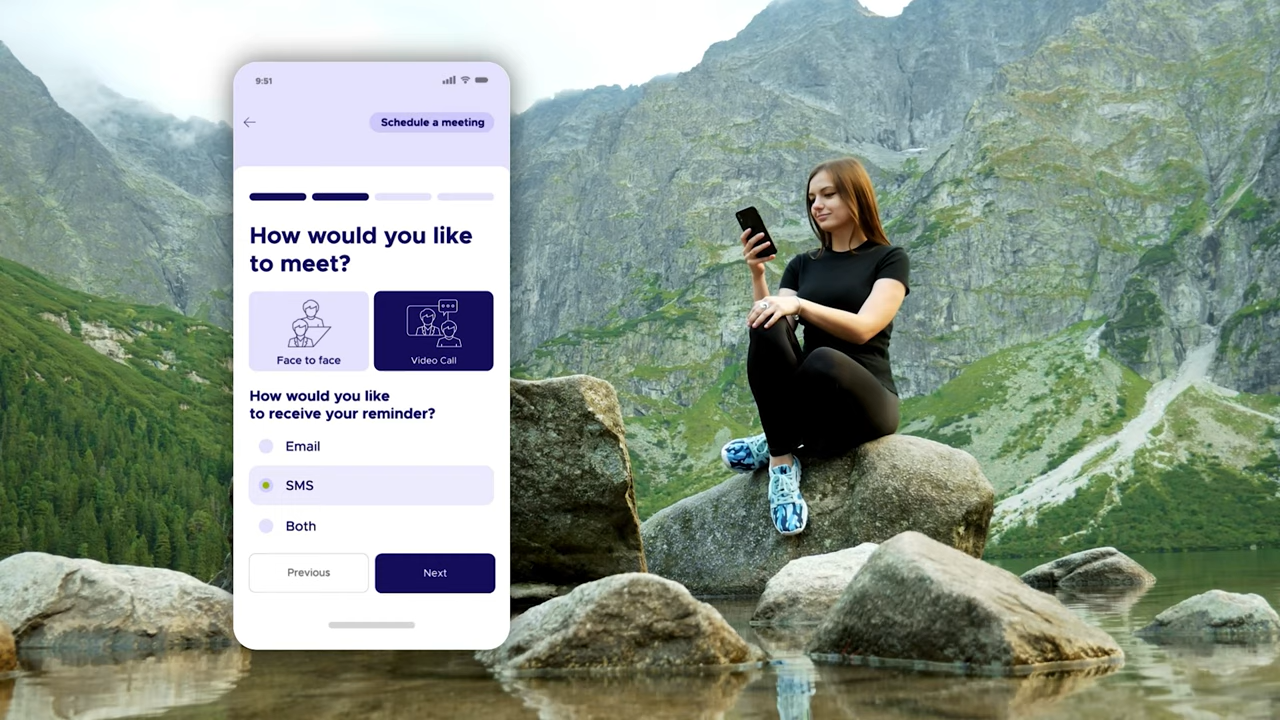 9:51
Schedule a meeting
How would you like
to meet?
Face to face
Video Call
How would you like
to receive your reminder?
Email
SMS
Both
Previous
Next